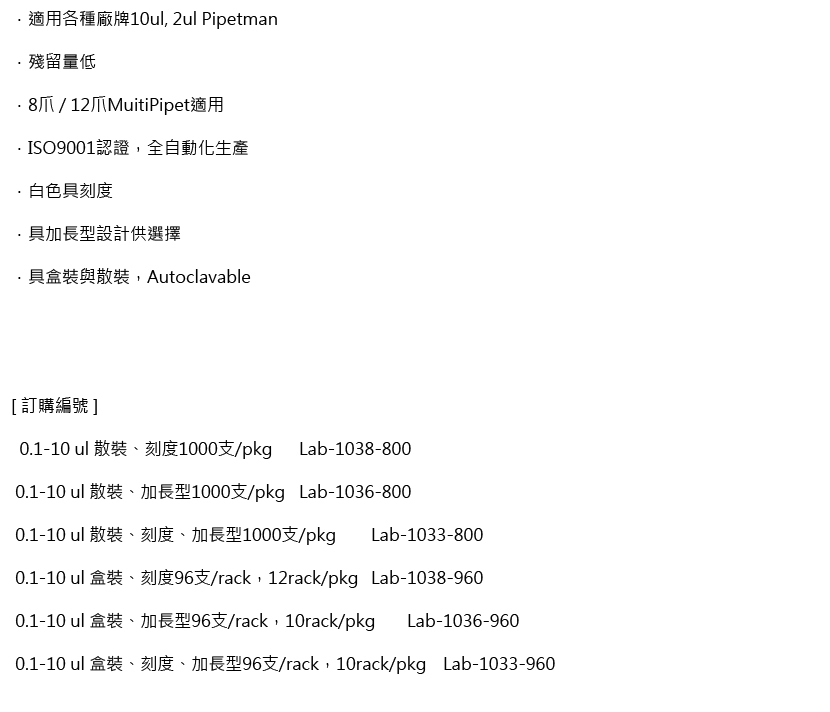 ．適用各種廠牌10ul, 2ul Pipetman
．殘留量低
．8爪 / 12爪MuitiPipet適用
．ISO9001認證，全自動化生產
．白色具刻度
．具加長型設計供選擇
．具盒裝與散裝，Autoclavable
[ 訂購編號 ]
0.1-10 ul 散裝、刻度1000支/pkg Lab-1038-800
0.1-10 ul 散裝、加長型1000支/pkg Lab-1036-800
0.1-10 ul 散裝、刻度、加長型1000支/pkg Lab-1033-800
0.1-10 ul 盒裝、刻度96支/rack，12rack/pkg Lab-1038-960
0.1-10 ul 盒裝、加長型96支/rack，10rack/pkg Lab-1036-960
0.1-10 ul 盒裝、刻度、加長型96支/rack，10rack/pkg Lab-1033-960